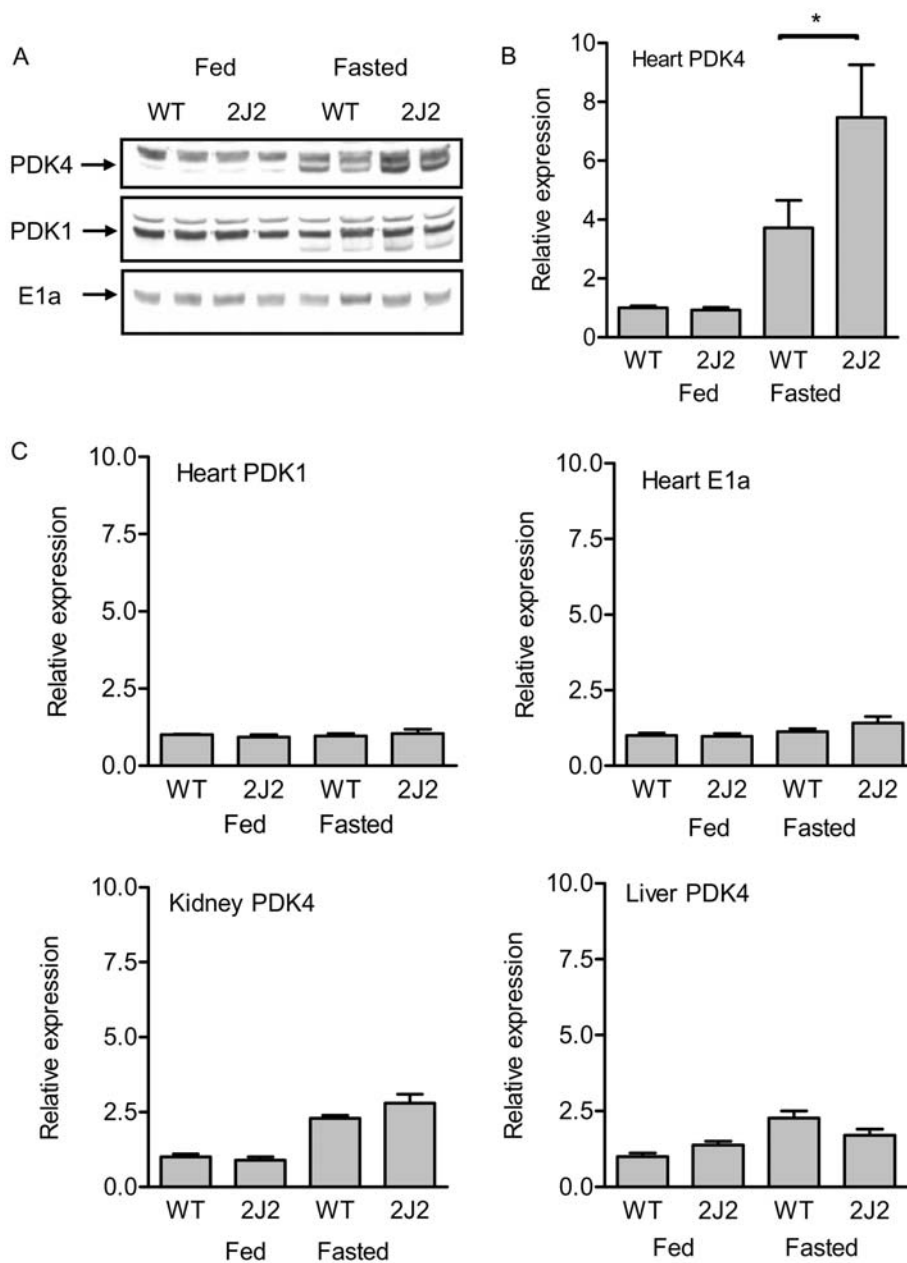 A
Fed Fasted
WT 2J2 WT 2J2
PDK4
PDK1
E1a
B
*
Heart PDK4
Relative expression
10
8
6
4
2
0
WT 2J2 WT 2J2
Fed Fasted
C
Heart PDK1
Relative expression
10.0
7.5
5.0
2.5
0.0
WT 2J2 WT 2J2
Fed Fasted
Heart E1a
Relative expression
10.0
7.5
5.0
2.5
0.0
WT 2J2 WT 2J2
Fed Fasted
Kidney PDK4
Relative expression
10.0
7.5
5.0
2.5
0.0
WT 2J2 WT 2J2
Fed Fasted
Liver PDK4
Relative expression
10.0
7.5
5.0
2.5
0.0
WT 2J2 WT 2J2
Fed Fasted